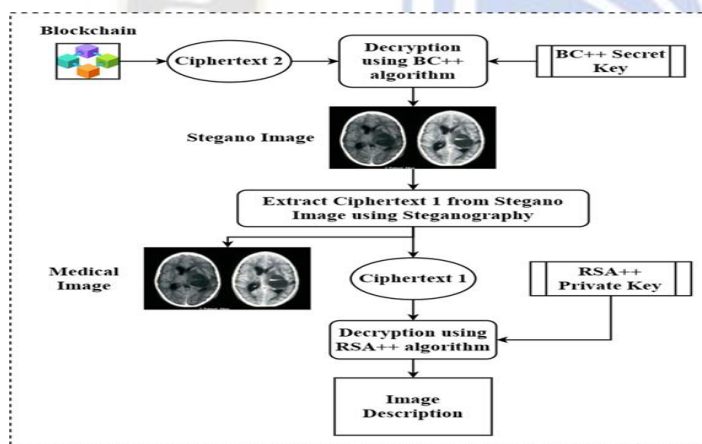 Blockchain
Ciphertext 2
Decryption
using BC++
algorithm
BC++ Secret
Key
Stegano Image
Extract Ciphertext 1 from Stegano
Image using Steganography
Medical
Image
Ciphertext 1
RSA++
Private Key
Decryption using
RSA++ algorithm
Image
Description